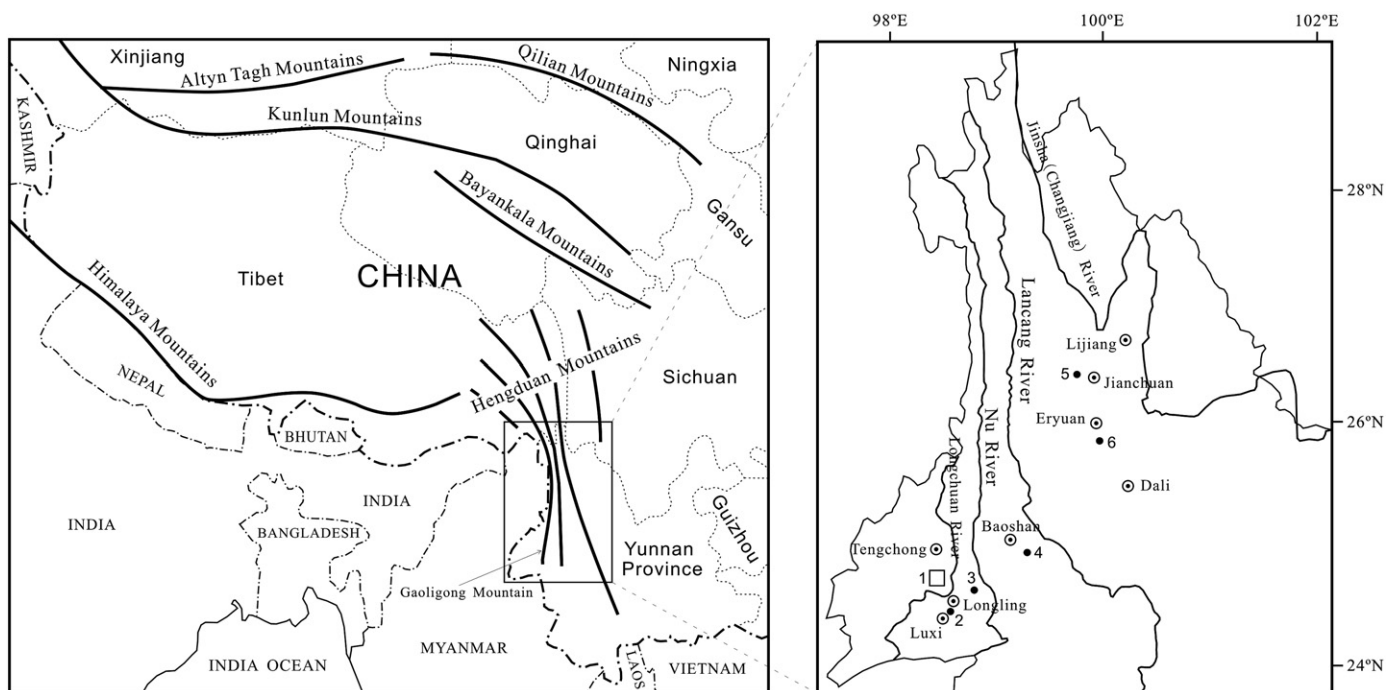 Xinjiang
Altyn Tagh Mountains
Qilian Mountains
Ningxia
KASHMIR
Kunlun Mountains
Qinghai
Bayankala Mountains
Gansu
Tibet
CHINA
Himalaya Mountains
NEPAL
Hengduan Mountains
Sichuan
BHUTAN
INDIA
INDIA
BANGLADESH
Guizhou
Yunnan
Province
Gaoligong Mountain
MYANMAR
INDIA OCEAN
LAOS
VIETNAM
98°E
100°E
102°E
Jinsha (Changjiang) River
28°N
Lancang River
Lijiang
5
Jianchuan
Eryuan
26°N
6
Nu River
Longchuan River
Dali
Baoshan
Tengchong
4
1
3
Longling
2
Luxi
24°N